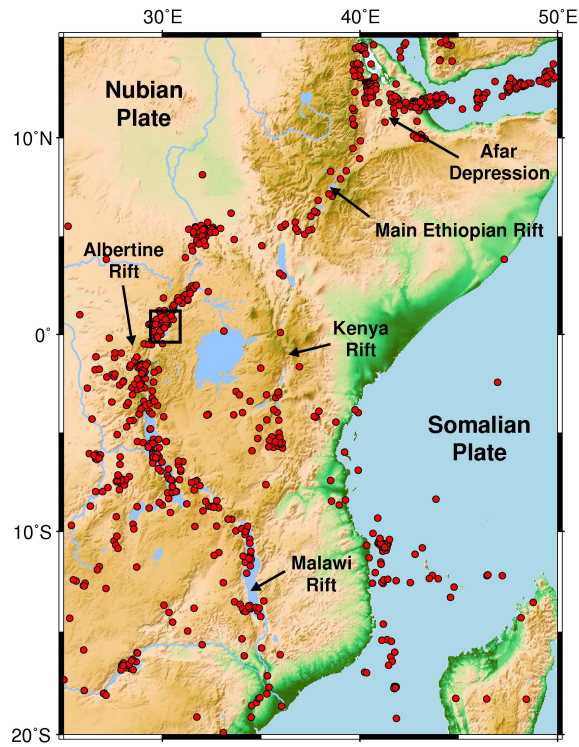 30˚E
40˚E
50˚E
Nubian
Plate
10˚N
Afar
Depression
Main Ethiopian Rift
Albertine
Rift
0˚
Kenya
Rift
Somalian
Plate
10˚S
Malawi
Rift
20˚S